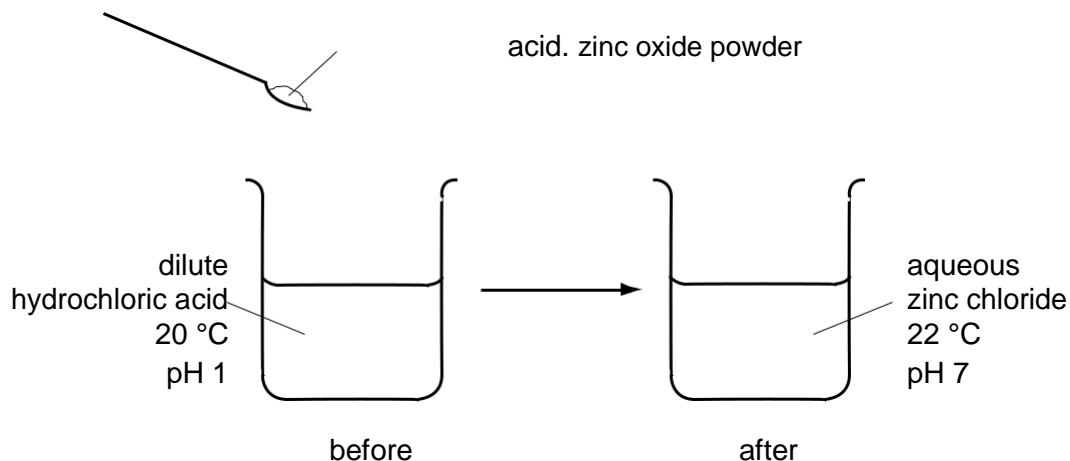 acid. zinc oxide powder
dilute
hydrochloric acid
20 °C
pH 1
aqueous
zinc chloride
22 °C
pH 7
before
after